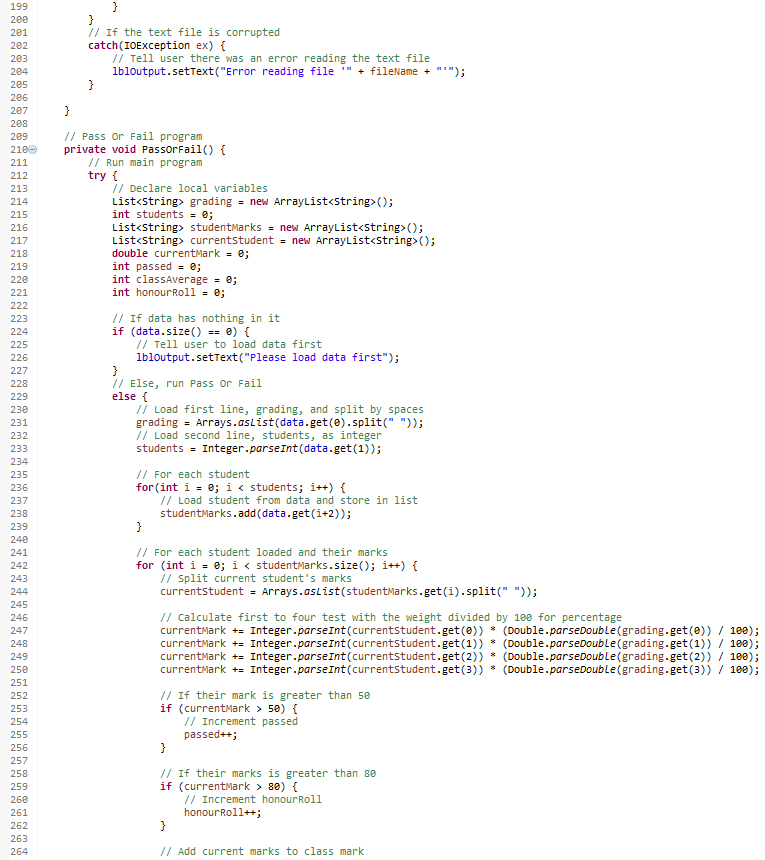 199 }
200 }
201 // If the text file is corrupted
202 catch(IOException ex) {
203 // Tell user there was an error reading the text file
204 lblOutput.setText("Error reading file '" + fileName + "'");
205 }
206
207 }
208
209 // Pass Or Fail program
210 private void PassOrFail() {
211 // Run main program
212 try {
213 // Declare local variables
214 List<String> grading = new ArrayList<String>();
215 int students = 0;
216 List<String> studentMarks = new ArrayList<String>();
217 List<String> currentStudent = new ArrayList<String>();
218 double currentMark = 0;
219 int passed = 0;
220 int classAverage = 0;
221 int honourRoll = 0;
222
223 // If data has nothing in it
224 if (data.size() == 0) {
225 // Tell user to load data first
226 lblOutput.setText("Please load data first");
227 }
228 // Else, run Pass Or Fail
229 else {
230 // Load first line, grading, and split by spaces
231 grading = Arrays.asList(data.get(0).split(" "));
232 // Load second line, students, as integer
233 students = Integer.parseInt(data.get(1));
234
235 // For each student
236 for(int i = 0; i < students; i++) {
237 // Load student from data and store in list
238 studentMarks.add(data.get(i+2));
239 }
240
241 // For each student loaded and their marks
242 for (int i = 0; i < studentMarks.size(); i++) {
243 // Split current student's marks
244 currentStudent = Arrays.asList(studentMarks.get(i).split(" "));
245
246 // Calculate first to four test with the weight divided by 100 for percentage
247 currentMark += Integer.parseInt(currentStudent.get(0)) * (Double.parseDouble(grading.get(0)) / 100);
248 currentMark += Integer.parseInt(currentStudent.get(1)) * (Double.parseDouble(grading.get(1)) / 100);
249 currentMark += Integer.parseInt(currentStudent.get(2)) * (Double.parseDouble(grading.get(2)) / 100);
250 currentMark += Integer.parseInt(currentStudent.get(3)) * (Double.parseDouble(grading.get(3)) / 100);
251
252 // If their mark is greater than 50
253 if (currentMark > 50) {
254 // Increment passed
255 passed++;
256 }
257
258 // If their marks is greater than 80
259 if (currentMark > 80) {
260 // Increment honourRoll
261 honourRoll++;
262 }
263
264 // Add current marks to class mark